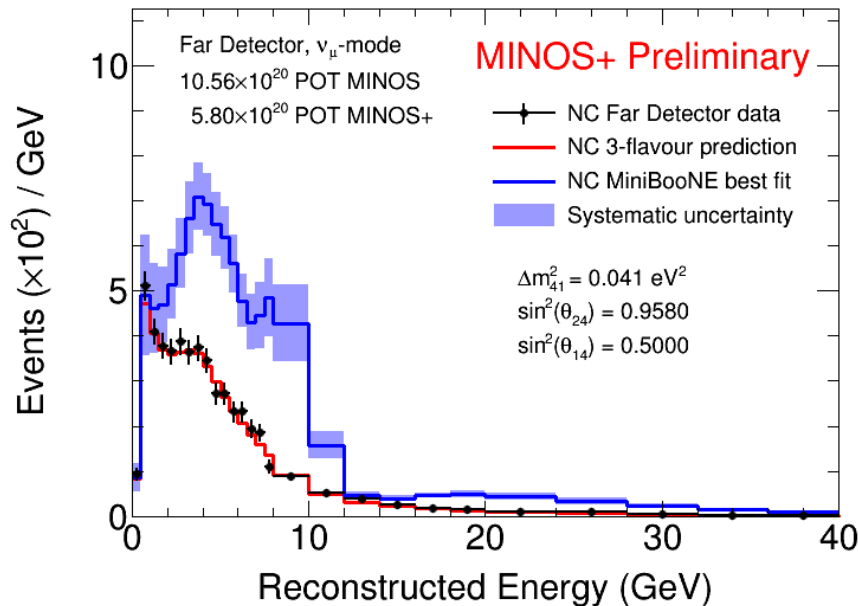 Far Detector, νμ-mode
10.56×10²⁰ POT MINOS
5.80×10²⁰ POT MINOS+
MINOS+ Preliminary
NC Far Detector data
NC 3-flavour prediction
NC MiniBooNE best fit
Systematic uncertainty
Δm²₄₁ = 0.041 eV²
sin²(θ₂₄) = 0.9580
sin²(θ₁₄) = 0.5000
Events (×10²) / GeV
10
5
0
0 10 20 30 40
Reconstructed Energy (GeV)